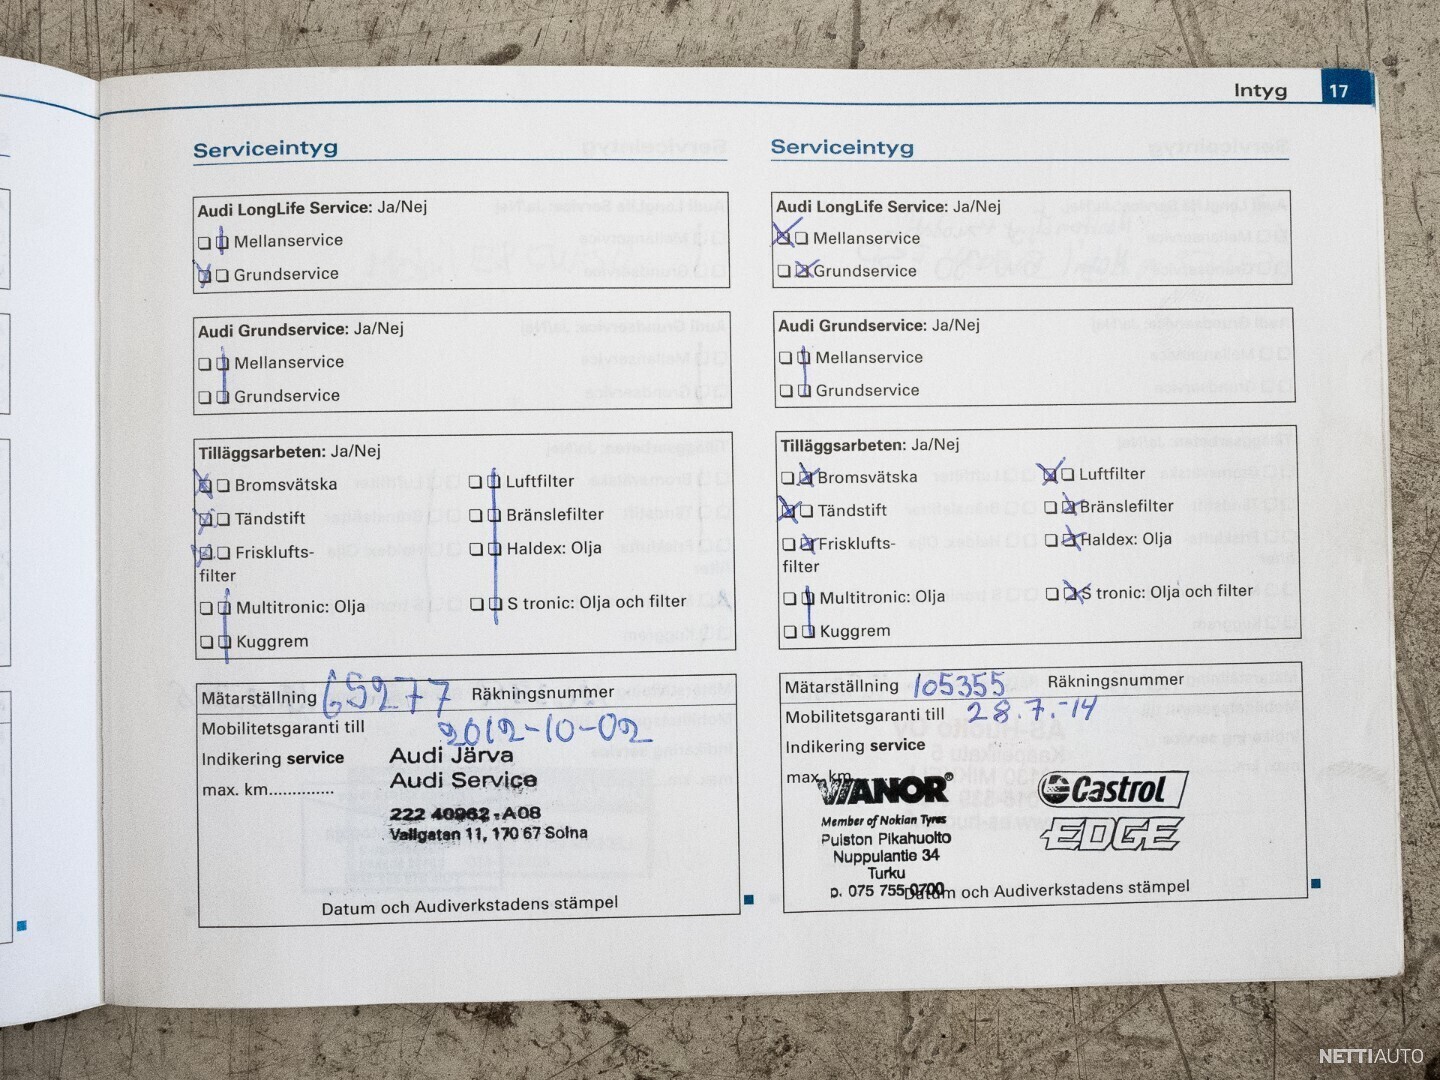 Intyg 17
Serviceintyg
Audi LongLife Service: Ja/Nej
Mellanservice
Grundservice
Audi Grundservice: Ja/Nej
Mellanservice
Grundservice
Tilläggsarbeten: Ja/Nej
Bromsvätska
Luftfilter
Tändstift
Bränslefilter
Frisklufts-
filter
Haldex: Olja
Multitronic: Olja
S tronic: Olja och filter
Kuggrem
Mätarställning 65277 Räkningsnummer
Mobilitetsgaranti till 2012-10-02
Indikering service
max. km..............
Audi Järva
Audi Service
222 40962 - A08
Vallgatan 11, 170 67 Solna
Datum och Audiverkstadens stämpel
Serviceintyg
Audi LongLife Service: Ja/Nej
Mellanservice
Grundservice
Audi Grundservice: Ja/Nej
Mellanservice
Grundservice
Tilläggsarbeten: Ja/Nej
Bromsvätska
Luftfilter
Tändstift
Bränslefilter
Frisklufts-
filter
Haldex: Olja
Multitronic: Olja
S tronic: Olja och filter
Kuggrem
Mätarställning 105355 Räkningsnummer
Mobilitetsgaranti till 28.7.-14
Indikering service
max. km
VIANOR®
Member of Nokian Tyres
Puiston Pikahuolto
Nuppulantie 34
Turku
p. 075 755 0700
Castrol
EDGE
Datum och Audiverkstadens stämpel
NETTIAUTO